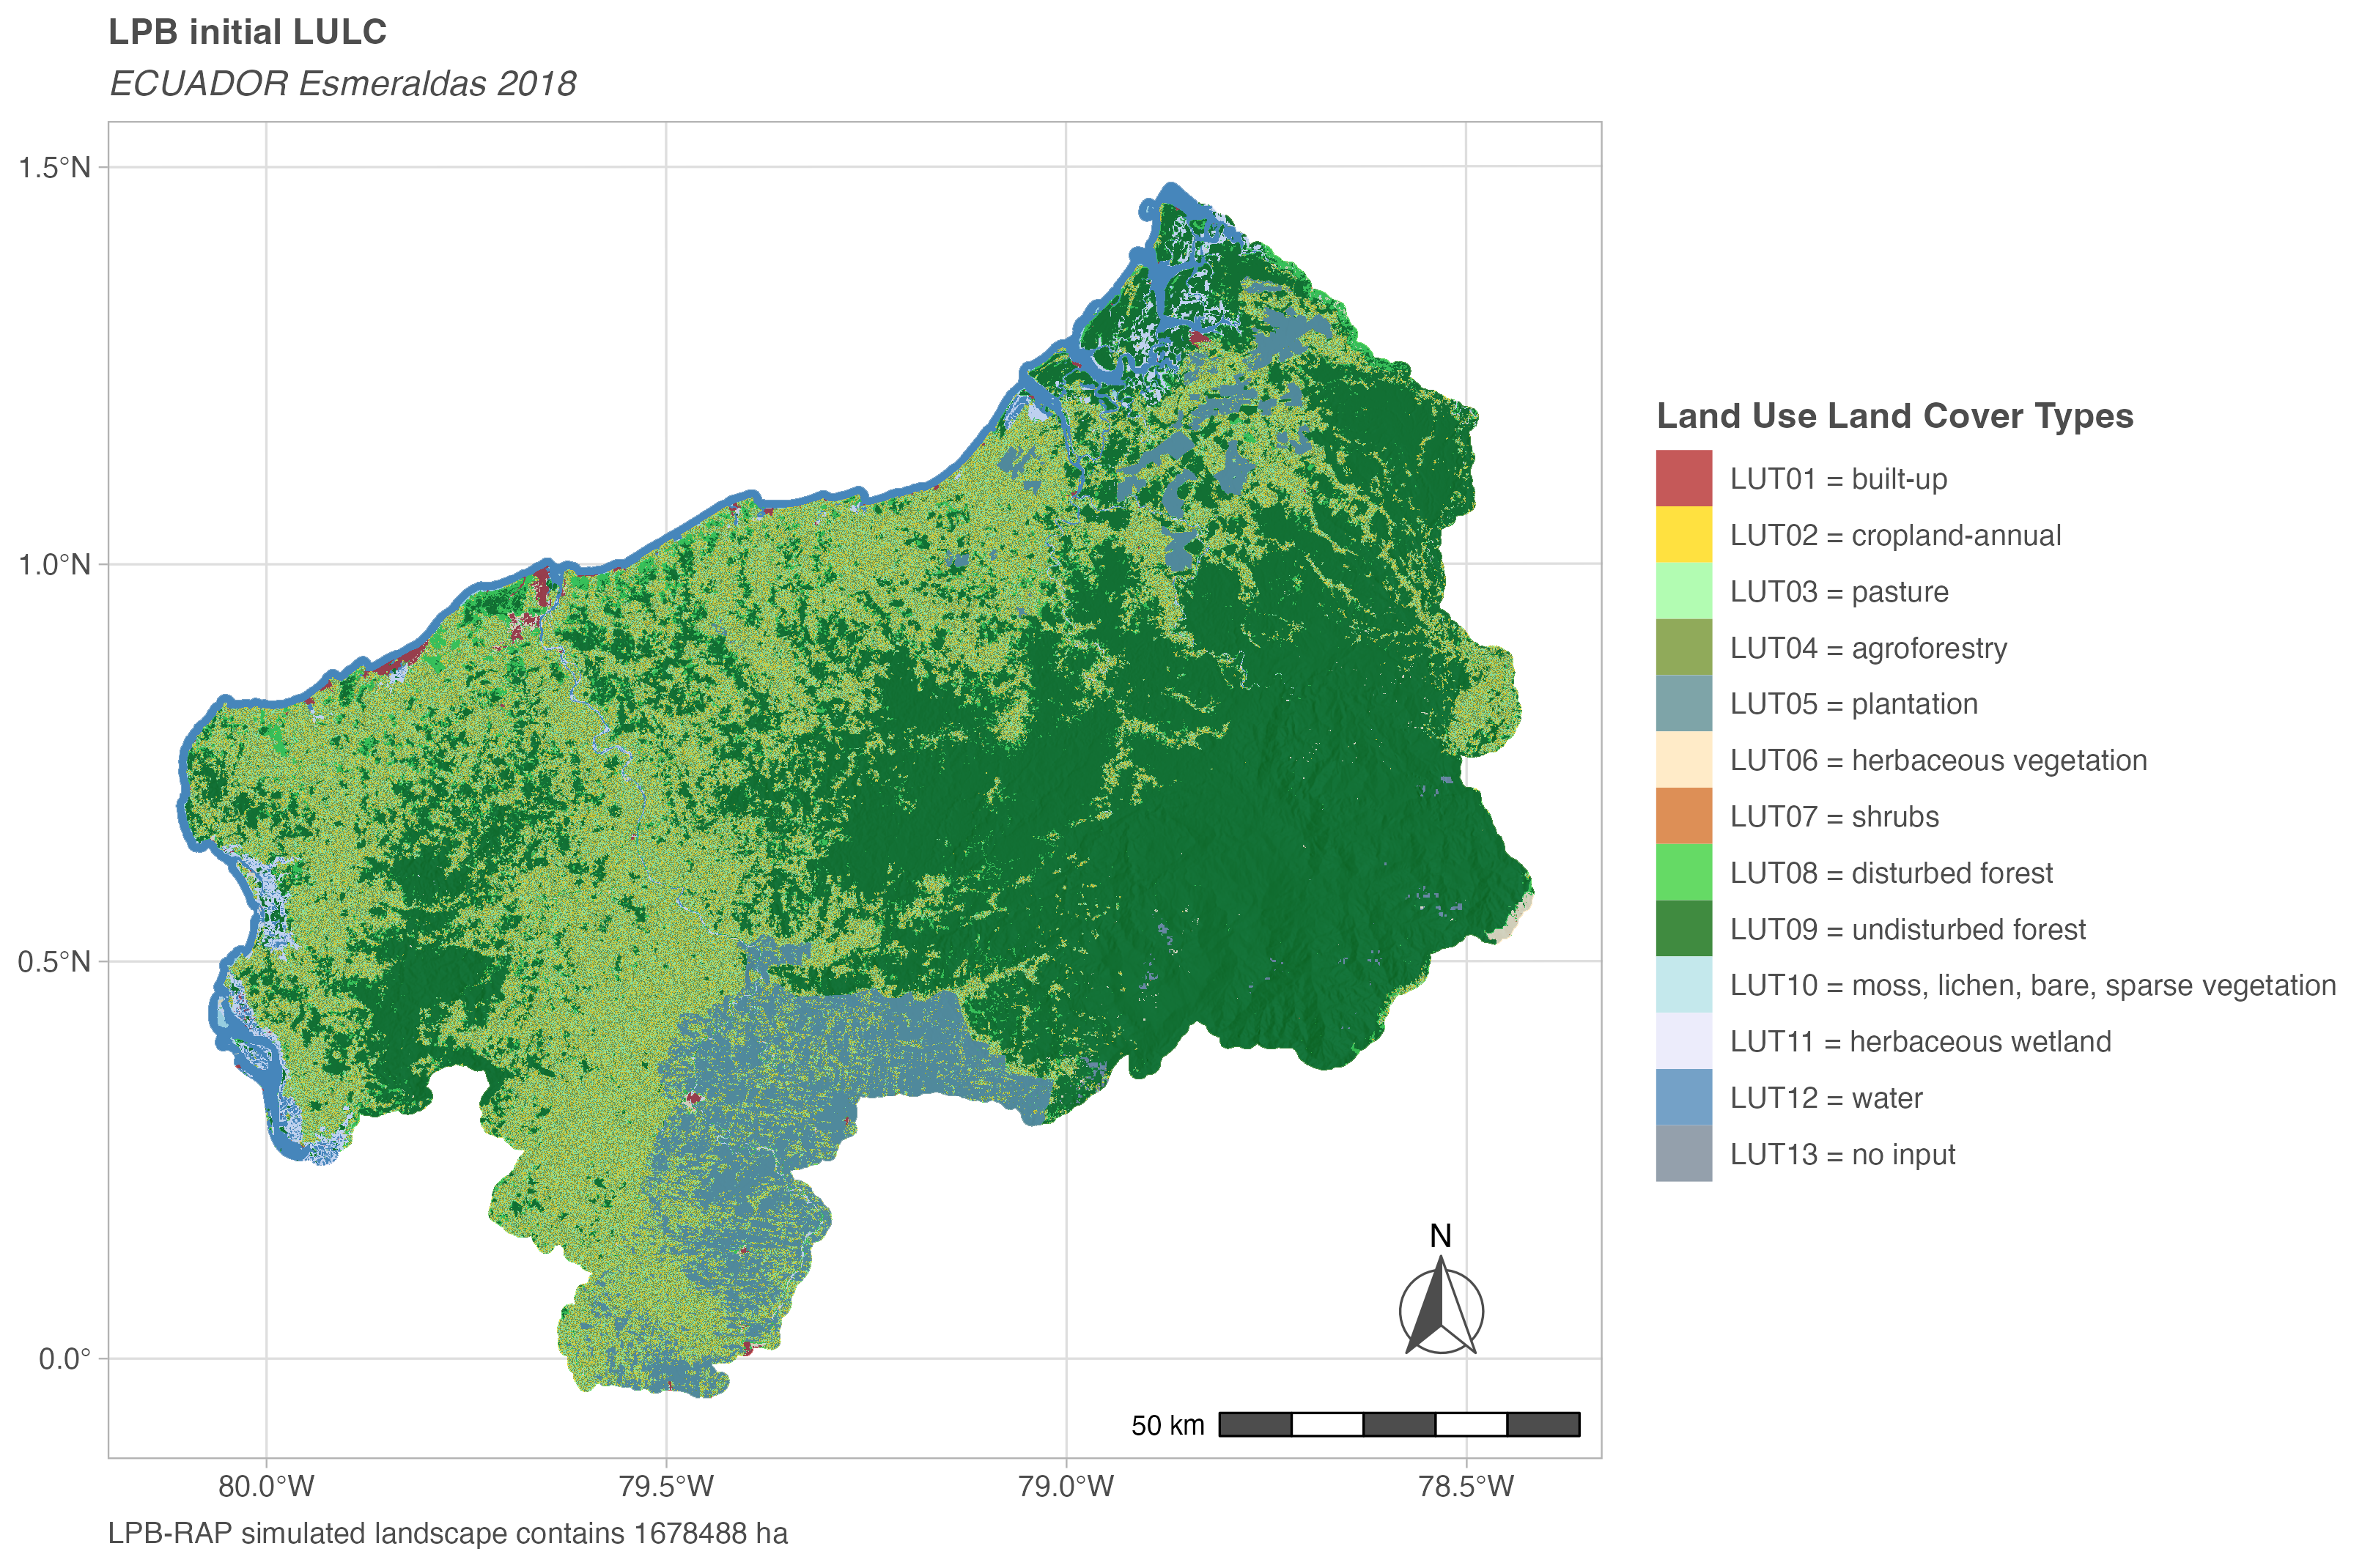 LPB initial LULC
ECUADOR Esmeraldas 2018
1.5°N
1.0°N
0.5°N
0.0°
80.0°W
79.5°W
79.0°W
78.5°W
N
50 km
Land Use Land Cover Types
LUT01 = built-up
LUT02 = cropland-annual
LUT03 = pasture
LUT04 = agroforestry
LUT05 = plantation
LUT06 = herbaceous vegetation
LUT07 = shrubs
LUT08 = disturbed forest
LUT09 = undisturbed forest
LUT10 = moss, lichen, bare, sparse vegetation
LUT11 = herbaceous wetland
LUT12 = water
LUT13 = no input
LPB-RAP simulated landscape contains 1678488 ha